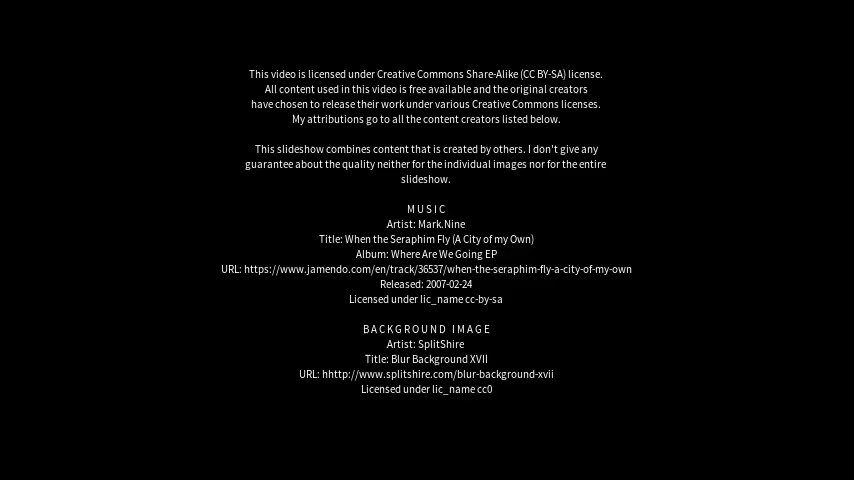 This video is licensed under Creative Commons Share-Alike (CC BY-SA) license.
All content used in this video is free available and the original creators
have chosen to release their work under various Creative Commons licenses.
My attributions go to all the content creators listed below.
This slideshow combines content that is created by others. I don't give any
guarantee about the quality neither for the individual images nor for the entire
slideshow.
MUSIC
Artist: Mark.Nine
Title: When the Seraphim Fly (A City of my Own)
Album: Where Are We Going EP
URL: https://www.jamendo.com/en/track/36537/when-the-seraphim-fly-a-city-of-my-own
Released: 2007-02-24
Licensed under lic_name cc-by-sa
BACKGROUND IMAGE
Artist: SplitShire
Title: Blur Background XVII
URL: hhttp://www.splitshire.com/blur-background-xvii
Licensed under lic_name cc0